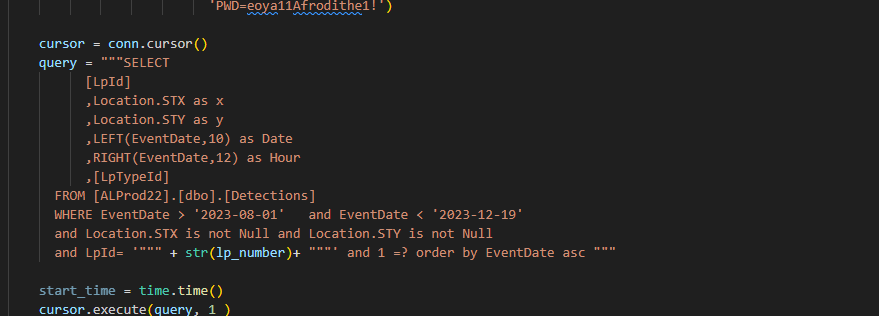 'PWD=eoya11Afrodithe1!')
cursor = conn.cursor()
query = """SELECT
[LpId]
,Location.STX as x
,Location.STY as y
,LEFT(EventDate,10) as Date
,RIGHT(EventDate,12) as Hour
,[LpTypeId]
FROM [ALProd22].[dbo].[Detections]
WHERE EventDate > '2023-08-01'   and EventDate < '2023-12-19'
and Location.STX is not Null and Location.STY is not Null
and LpId= '""" + str(lp_number)+ """' and 1 =? order by EventDate asc """
start_time = time.time()
cursor.execute(query, 1 )